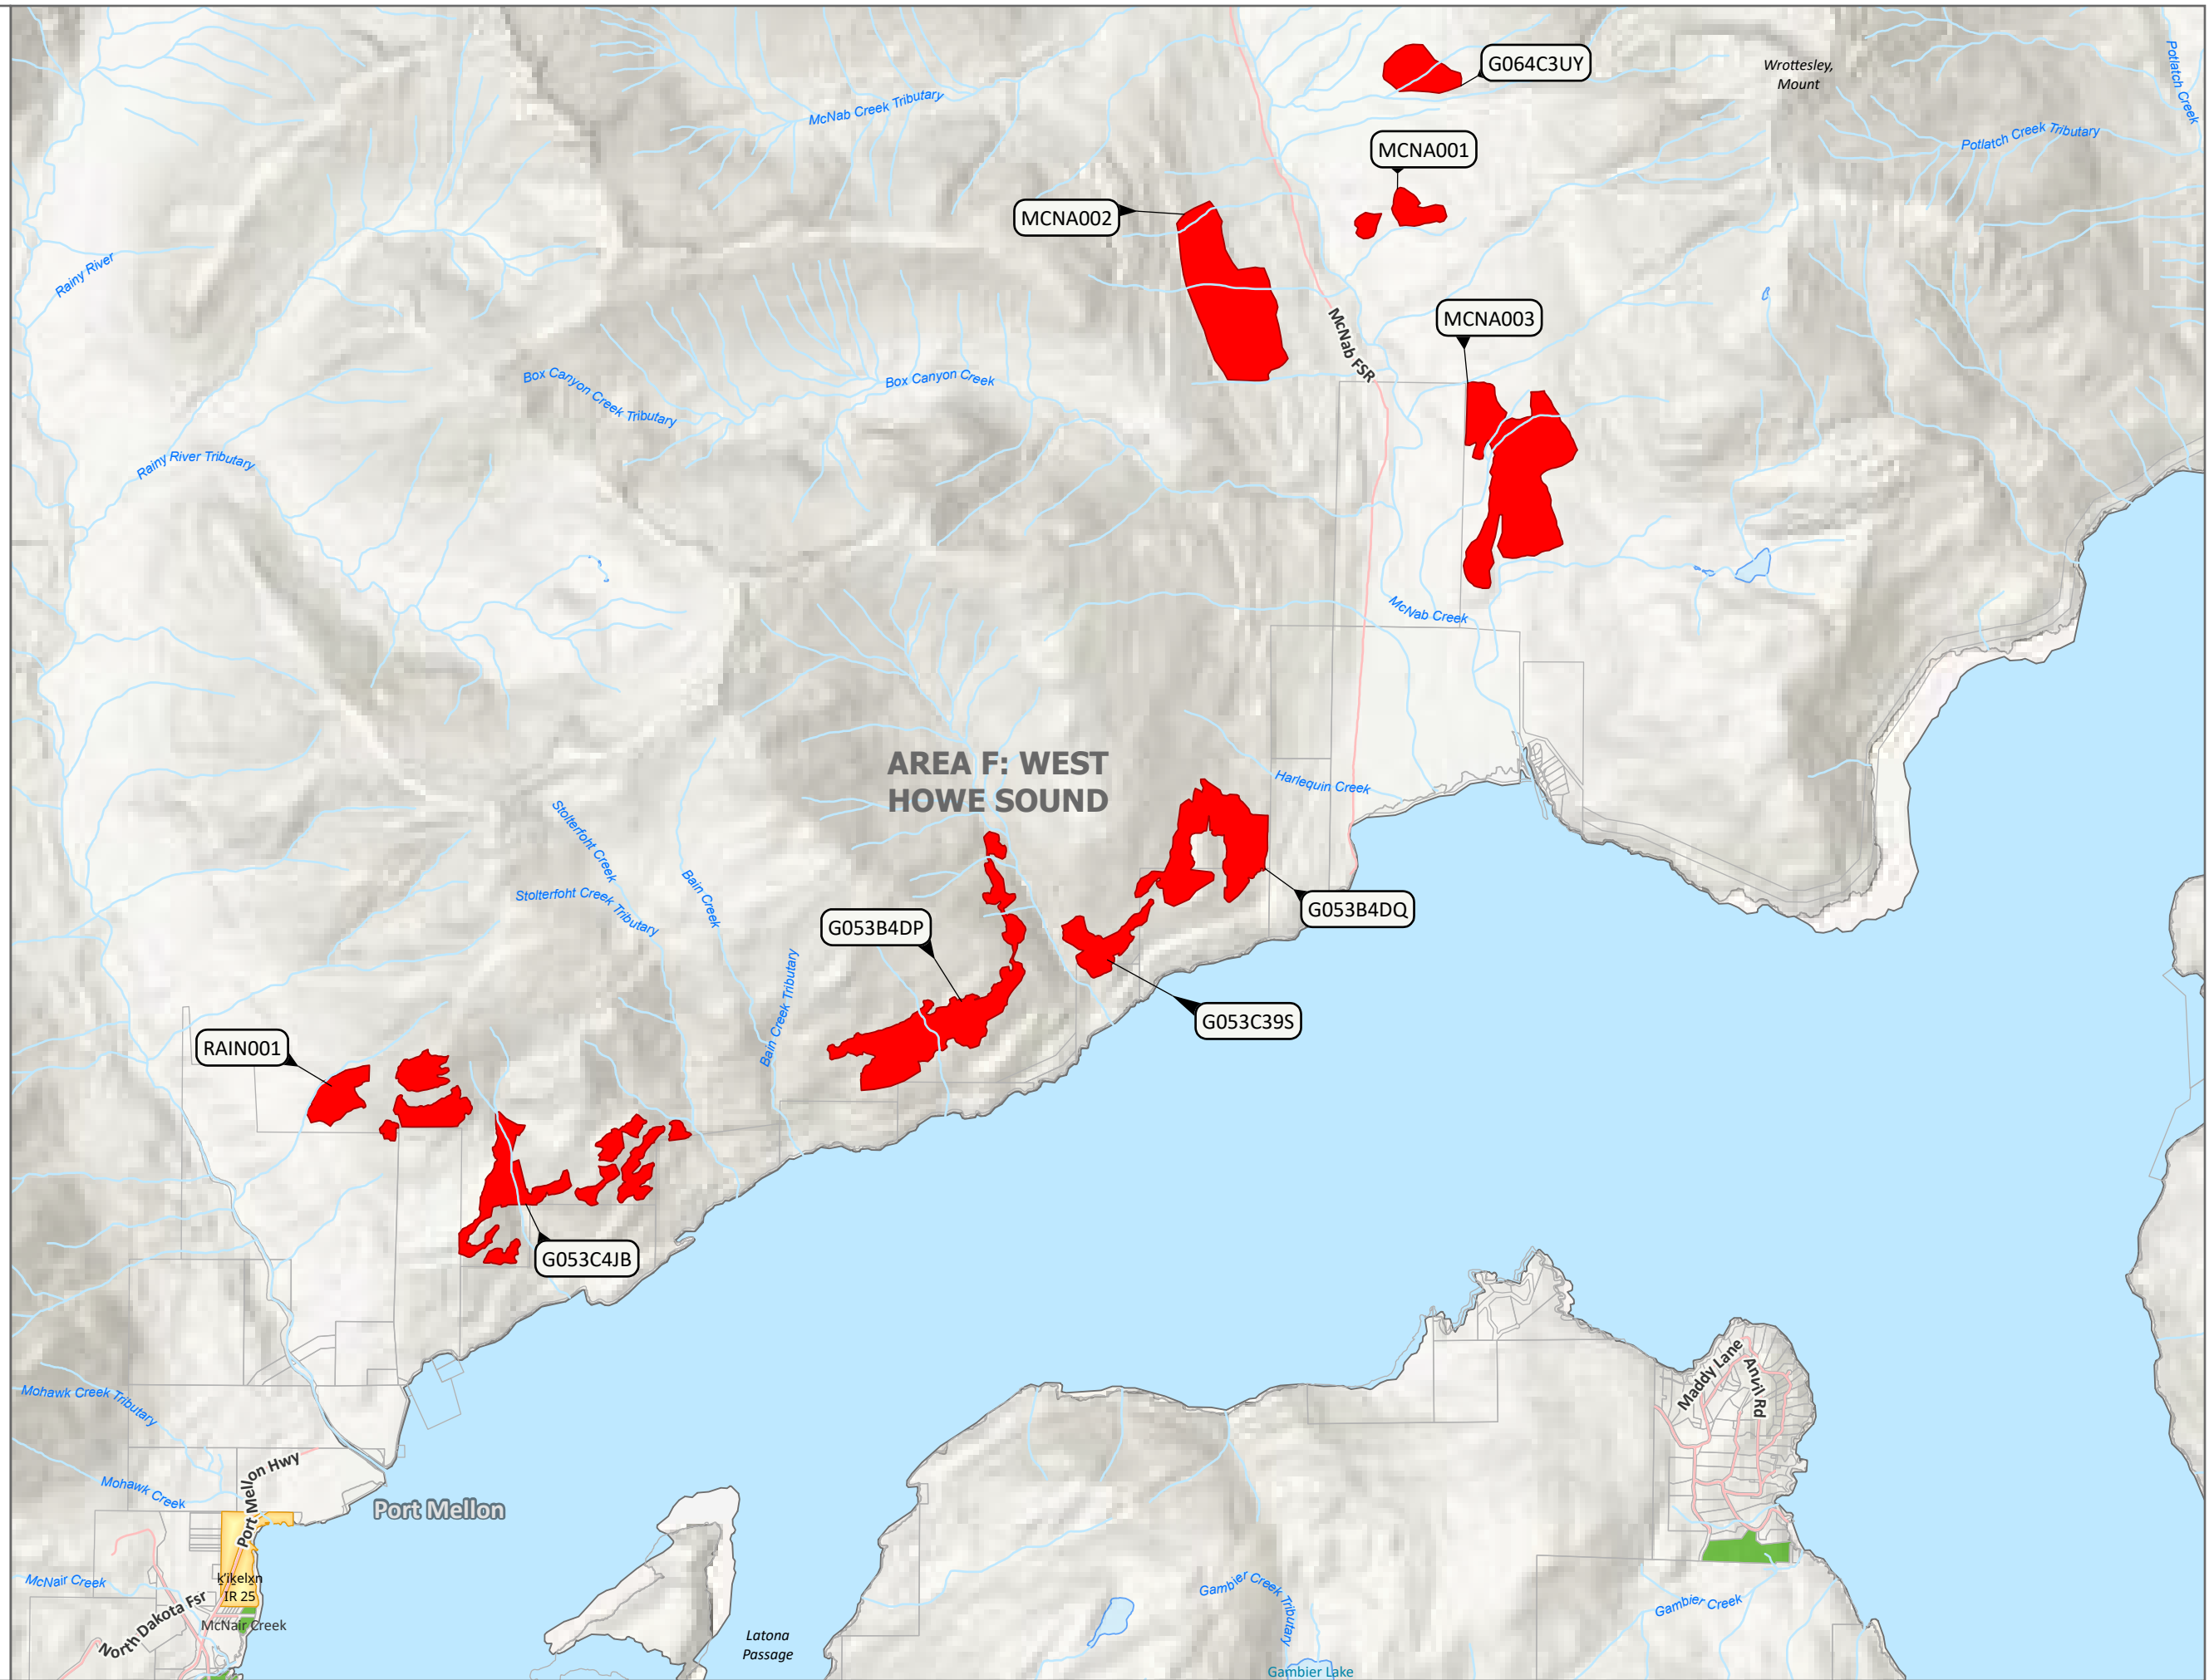 G064C3UY
Wrottesley,
Mount
Potlatch Creek
McNab Creek Tributary
Potlatch Creek Tributary
MCNA001
MCNA002
Rainy River
MCNA003
McNab FSR
Box Canyon Creek Tributary
Box Canyon Creek
Rainy River Tributary
McNab Creek
AREA F: WEST
HOWE SOUND
Harlequin Creek
Stolterfoht Creek
Stolterfoht Creek Tributary
Bain Creek
G053B4DQ
G053B4DP
Bain Creek Tributary
G053C39S
RAIN001
G053C4JB
Maddy Lane
Anvil Rd
Mohawk Creek Tributary
Port Mellon Hwy
Mohawk Creek
Port Mellon
McNair Creek
k̓ʼik̓elxn
IR 25
North Dakota Fsr
McNair Creek
Gambier Creek Tributary
Gambier Creek
Latona
Passage
Gambier Lake